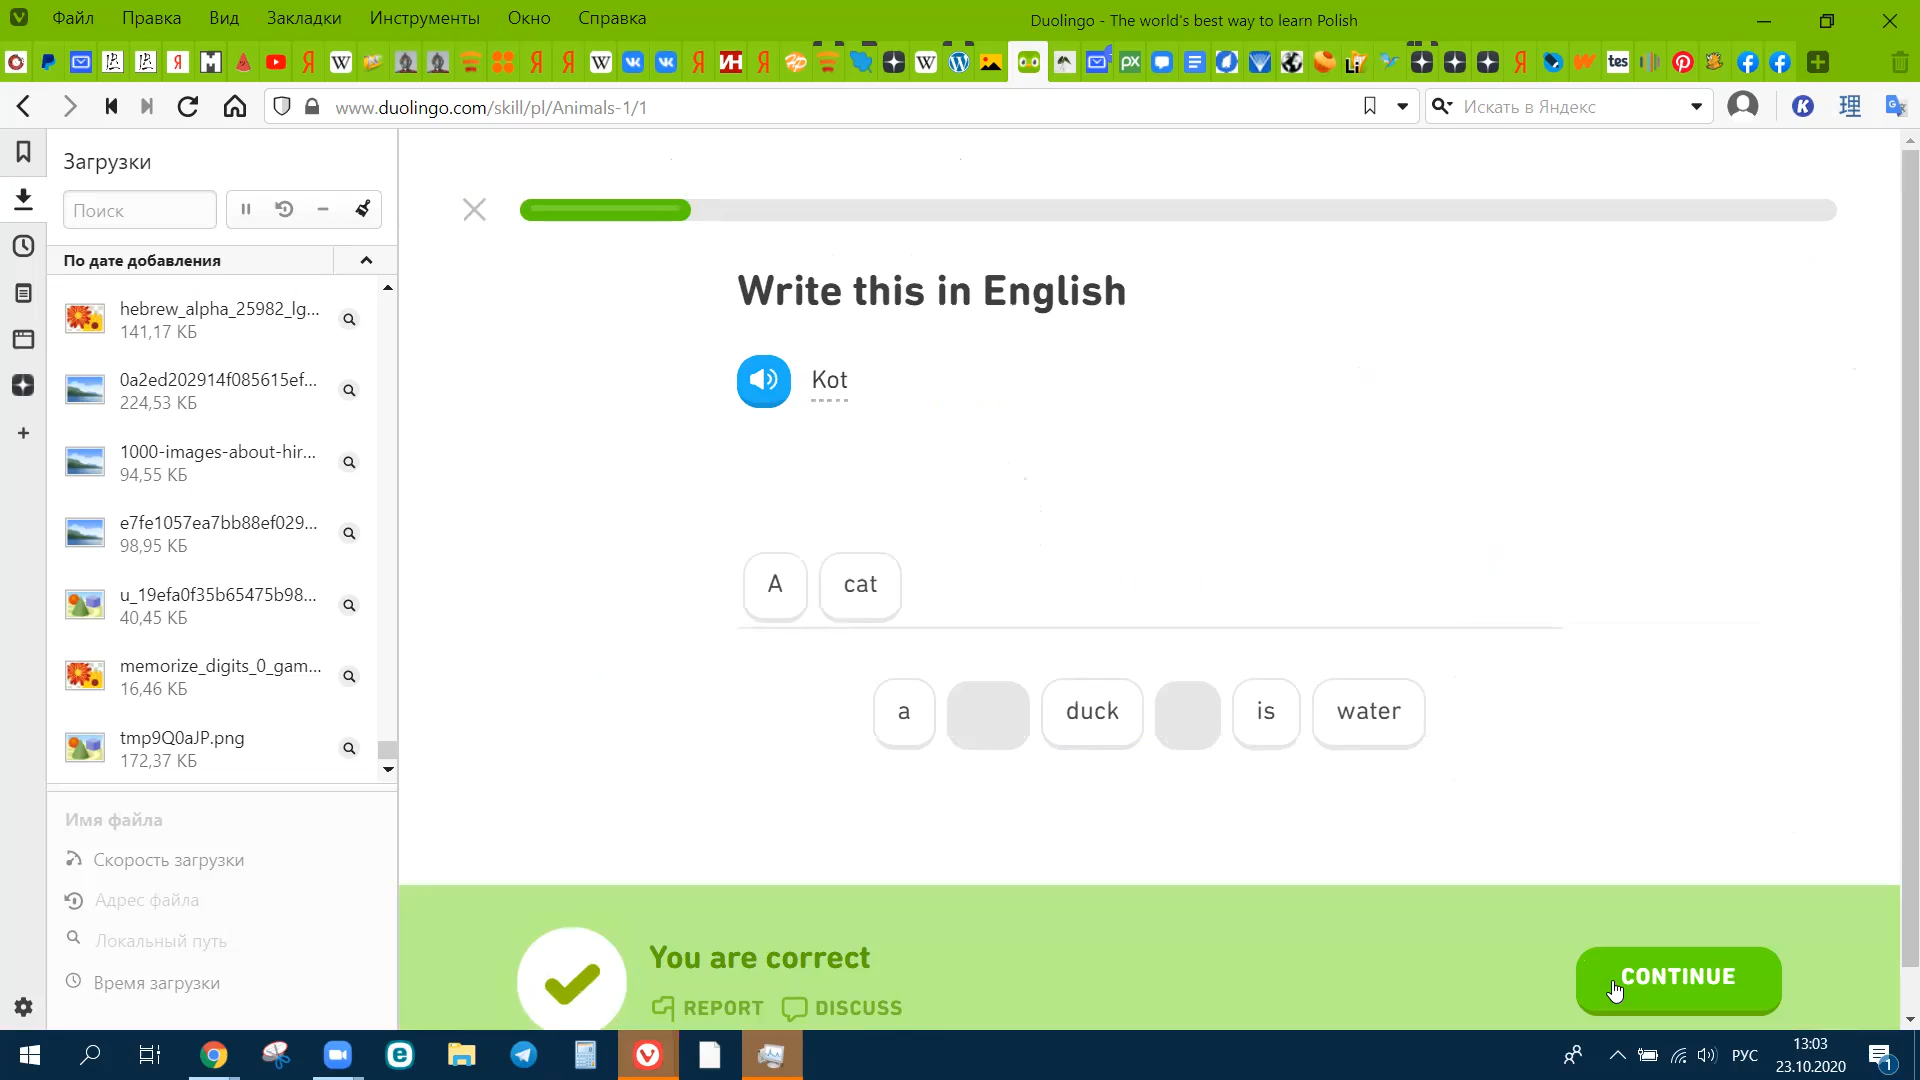 Файл Правка Вид Закладки Инструменты Окно Справка
Duolingo - The world's best way to learn Polish
www.duolingo.com/skill/pl/Animals-1/1
Искать в Яндекс
Загрузки
Поиск
По дате добавления
hebrew_alpha_25982_lg...
141,17 КБ
0a2ed202914f085615ef...
224,53 КБ
1000-images-about-hir...
94,55 КБ
e7fe1057ea7bb88ef029...
98,95 КБ
u_19efa0f35b65475b98...
40,45 КБ
memorize_digits_0_gam...
16,46 КБ
tmp9Q0aJP.png
172,37 КБ
Имя файла
Скорость загрузки
Адрес файла
Локальный путь
Время загрузки
Write this in English
Kot
A cat
a duck is water
You are correct
REPORT DISCUSS
CONTINUE
РУС
13:03
23.10.2020
1